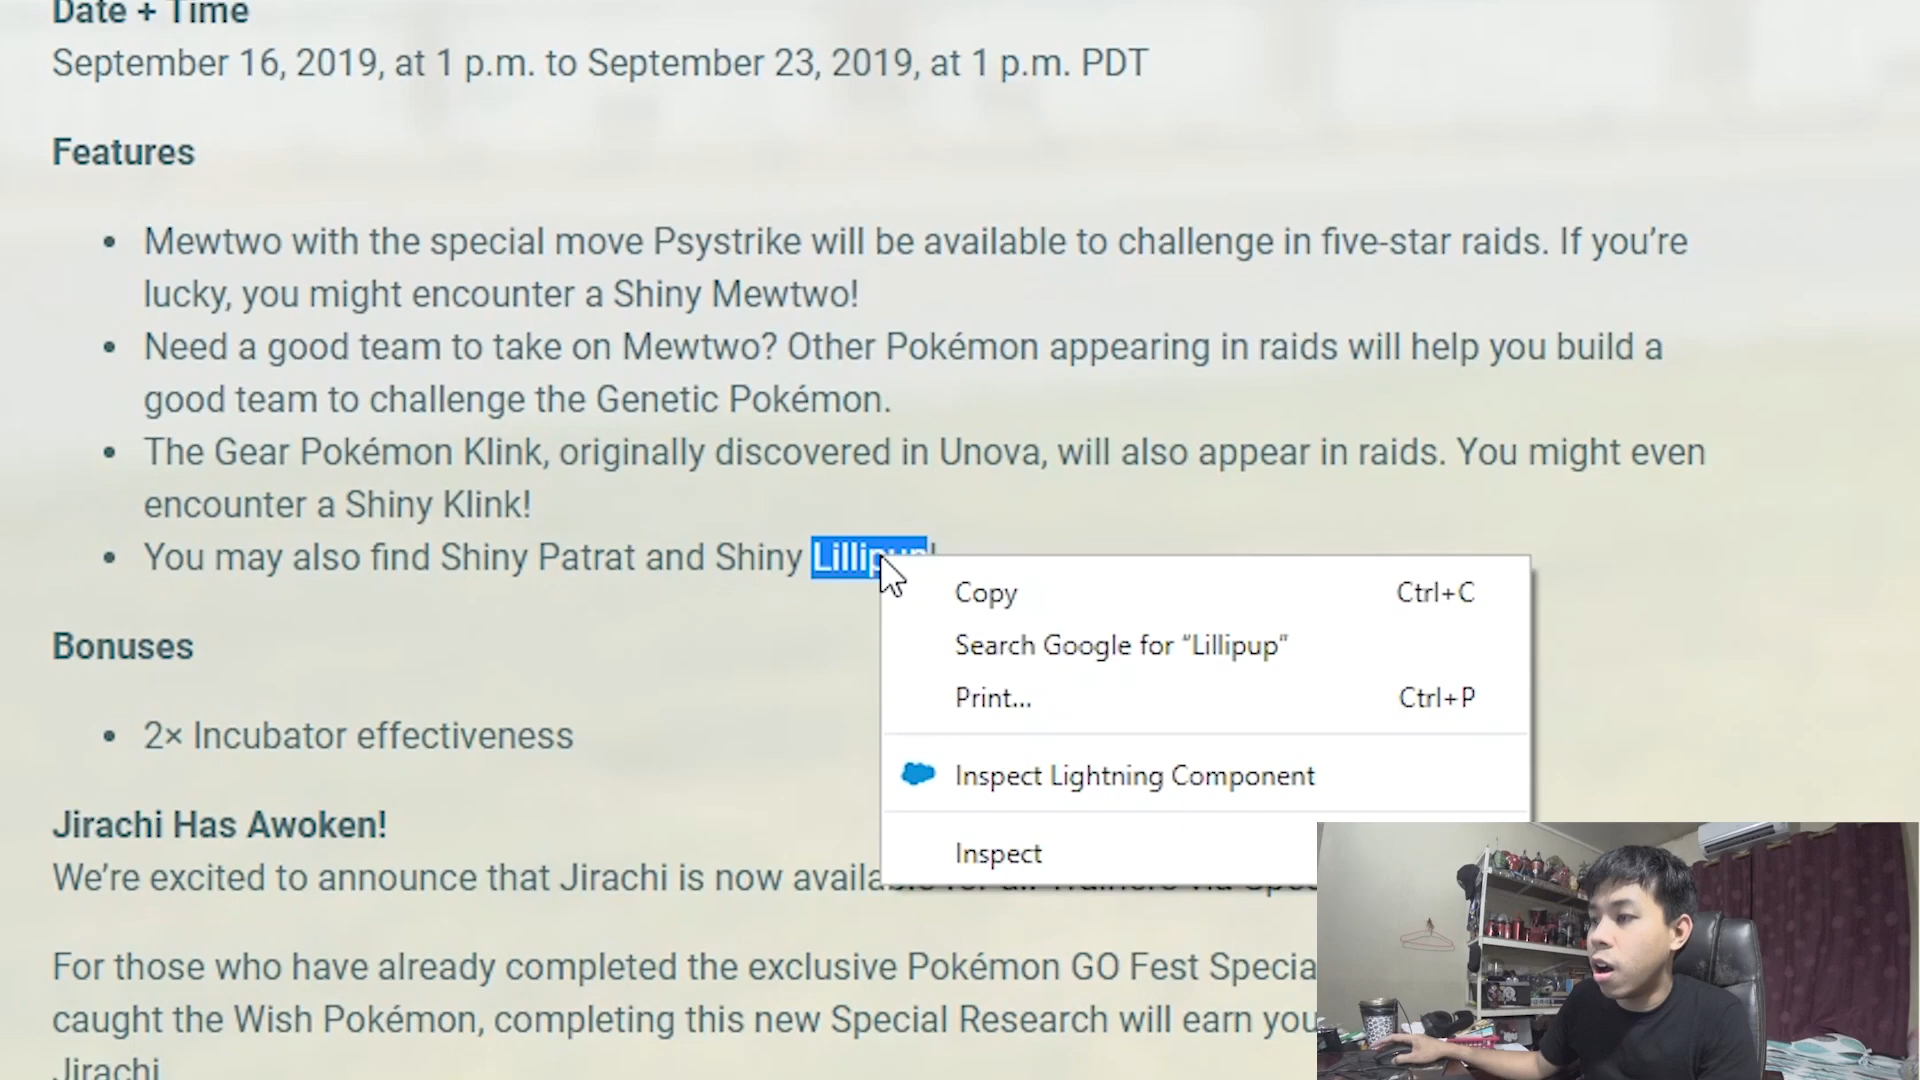 Date + Time
September 16, 2019, at 1 p.m. to September 23, 2019, at 1 p.m. PDT
Features
• Mewtwo with the special move Psystrike will be available to challenge in five-star raids. If you’re
lucky, you might encounter a Shiny Mewtwo!
• Need a good team to take on Mewtwo? Other Pokémon appearing in raids will help you build a
good team to challenge the Genetic Pokémon.
• The Gear Pokémon Klink, originally discovered in Unova, will also appear in raids. You might even
encounter a Shiny Klink!
• You may also find Shiny Patrat and Shiny Lillipup!
Copy Ctrl+C
Search Google for “Lillipup”
Print... Ctrl+P
Inspect Lightning Component
Inspect
Bonuses
• 2× Incubator effectiveness
Jirachi Has Awoken!
We’re excited to announce that Jirachi is now
For those who have already completed the exclusive Pokémon GO Fest
caught the Wish Pokémon, completing this new Special Research will earn you
Jirachi